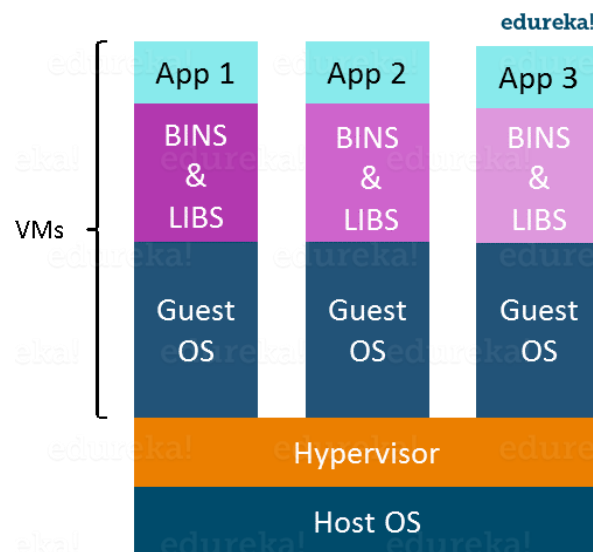 edureka!
App 1
App 2
App 3
BINS
&
LIBS
BINS
&
LIBS
BINS
&
LIBS
VMs
Guest
OS
Guest
OS
Guest
OS
Hypervisor
Host OS